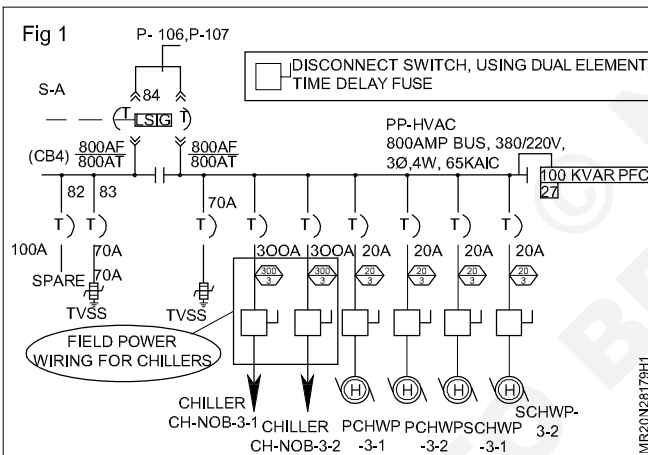 Fig 1
P- 106,P-107
DISCONNECT SWITCH, USING DUAL ELEMENT
TIME DELAY FUSE
S-A
84
T LSIG T
(CB4)
800AF
800AT
800AF
800AT
PP-HVAC
800AMP BUS, 380/220V,
3Ø,4W, 65KAIC
100 KVAR PFC
27
82 83
70A
T T T T T T T T T
100A
70A
3OOA 3OOA 20A 20A 20A 20A
SPARE
70A
300
3
300
3
20
3
20
3
20
3
20
3
TVSS
TVSS
FIELD POWER
WIRING FOR CHILLERS
H H H H
CHILLER
CH-NOB-3-1
CHILLER
CH-NOB-3-2
PCHWP
-3-1
PCHWP
-3-2
SCHWP
-3-1
SCHWP-
3-2
MR20N28179H1